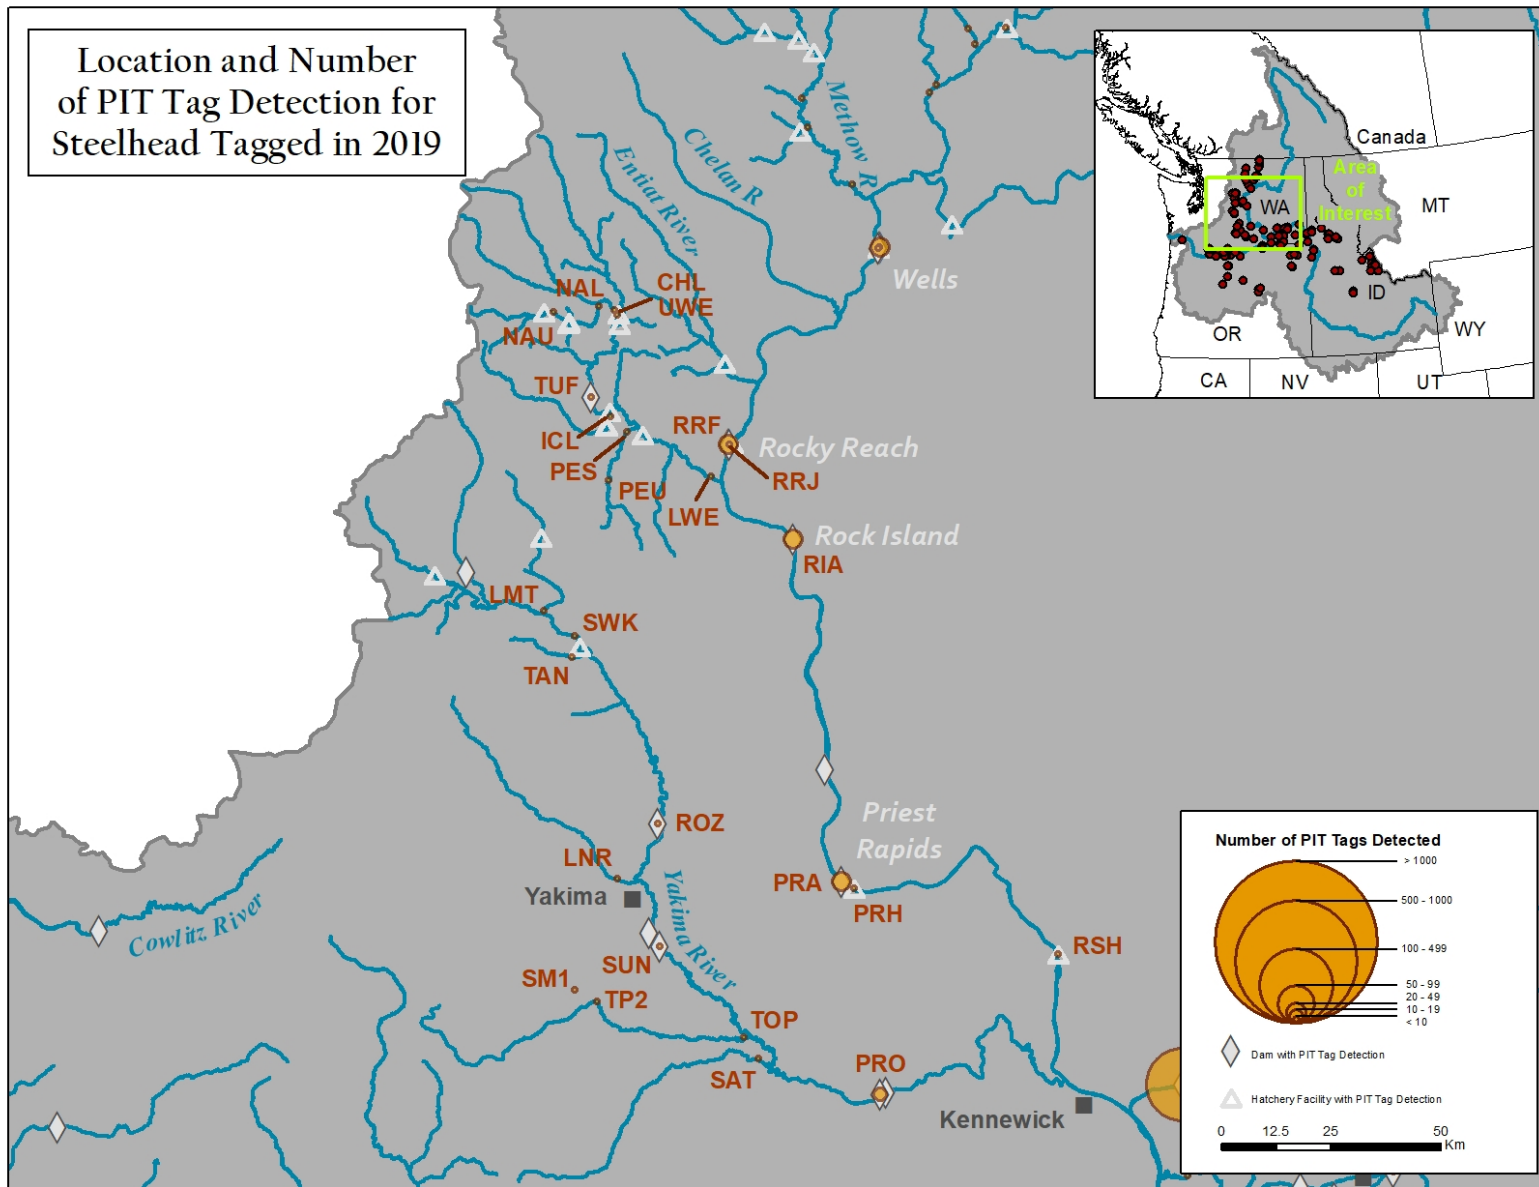 Location and Number
of PIT Tag Detection for
Steelhead Tagged in 2019
Methow R
Chelan R
Entiat River
Wells
Canada
Area
of
Interest
WA
MT
ID
OR
WY
CA
NV
UT
NAL
CHL
UWE
NAU
TUF
ICL
PES
PEU
RRF
Rocky Reach
RRJ
LWE
Rock Island
RIA
LMT
SWK
TAN
ROZ
LNR
Yakima
Yakima River
Priest
Rapids
PRA
PRH
Cowlitz River
SUN
SM1
TP2
TOP
SAT
PRO
RSH
Kennewick
Number of PIT Tags Detected
> 1000
500 - 1000
100 - 499
50 - 99
20 - 49
10 - 19
< 10
Dam with PIT Tag Detection
Hatchery Facility with PIT Tag Detection
0 12.5 25 50
Km